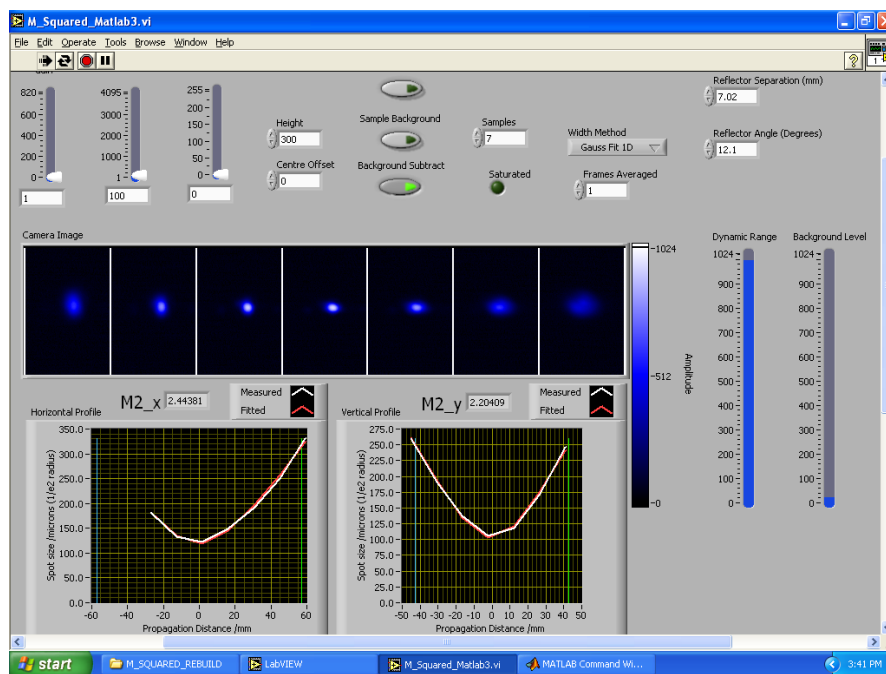 M_Squared_Matlab3.vi
File Edit Operate Tools Browse Window Help
1
820
600
400
200
0
1
4095
3000
2000
1000
1
100
255
200
150
100
50
0
0
Height
300
Centre Offset
0
Sample Background
Background Subtract
Samples
7
Saturated
Width Method
Gauss Fit 1D
Frames Averaged
1
Reflector Separation (mm)
7.02
Reflector Angle (Degrees)
12.1
Camera Image
1024
512
0
Amplitude
Dynamic Range
1024
900
800
700
600
500
400
300
200
100
0
Background Level
1024
900
800
700
600
500
400
300
200
100
0
Horizontal Profile
M2_x 2.44381
Measured
Fitted
Spot size /microns (1/e2 radius)
350.0
300.0
250.0
200.0
150.0
100.0
50.0
0.0
-60 -40 -20 0 20 40 60
Propagation Distance /mm
Vertical Profile
M2_y 2.20409
Measured
Fitted
Spot size /microns (1/e2 radius)
275.0
250.0
225.0
200.0
175.0
150.0
125.0
100.0
75.0
50.0
25.0
0.0
-50 -40 -30 -20 -10 0 10 20 30 40 50
Propagation Distance /mm
start
M_SQUARED_REBUILD
LabVIEW
M_Squared_Matlab3.vi
MATLAB Command Wi...
3:41 PM